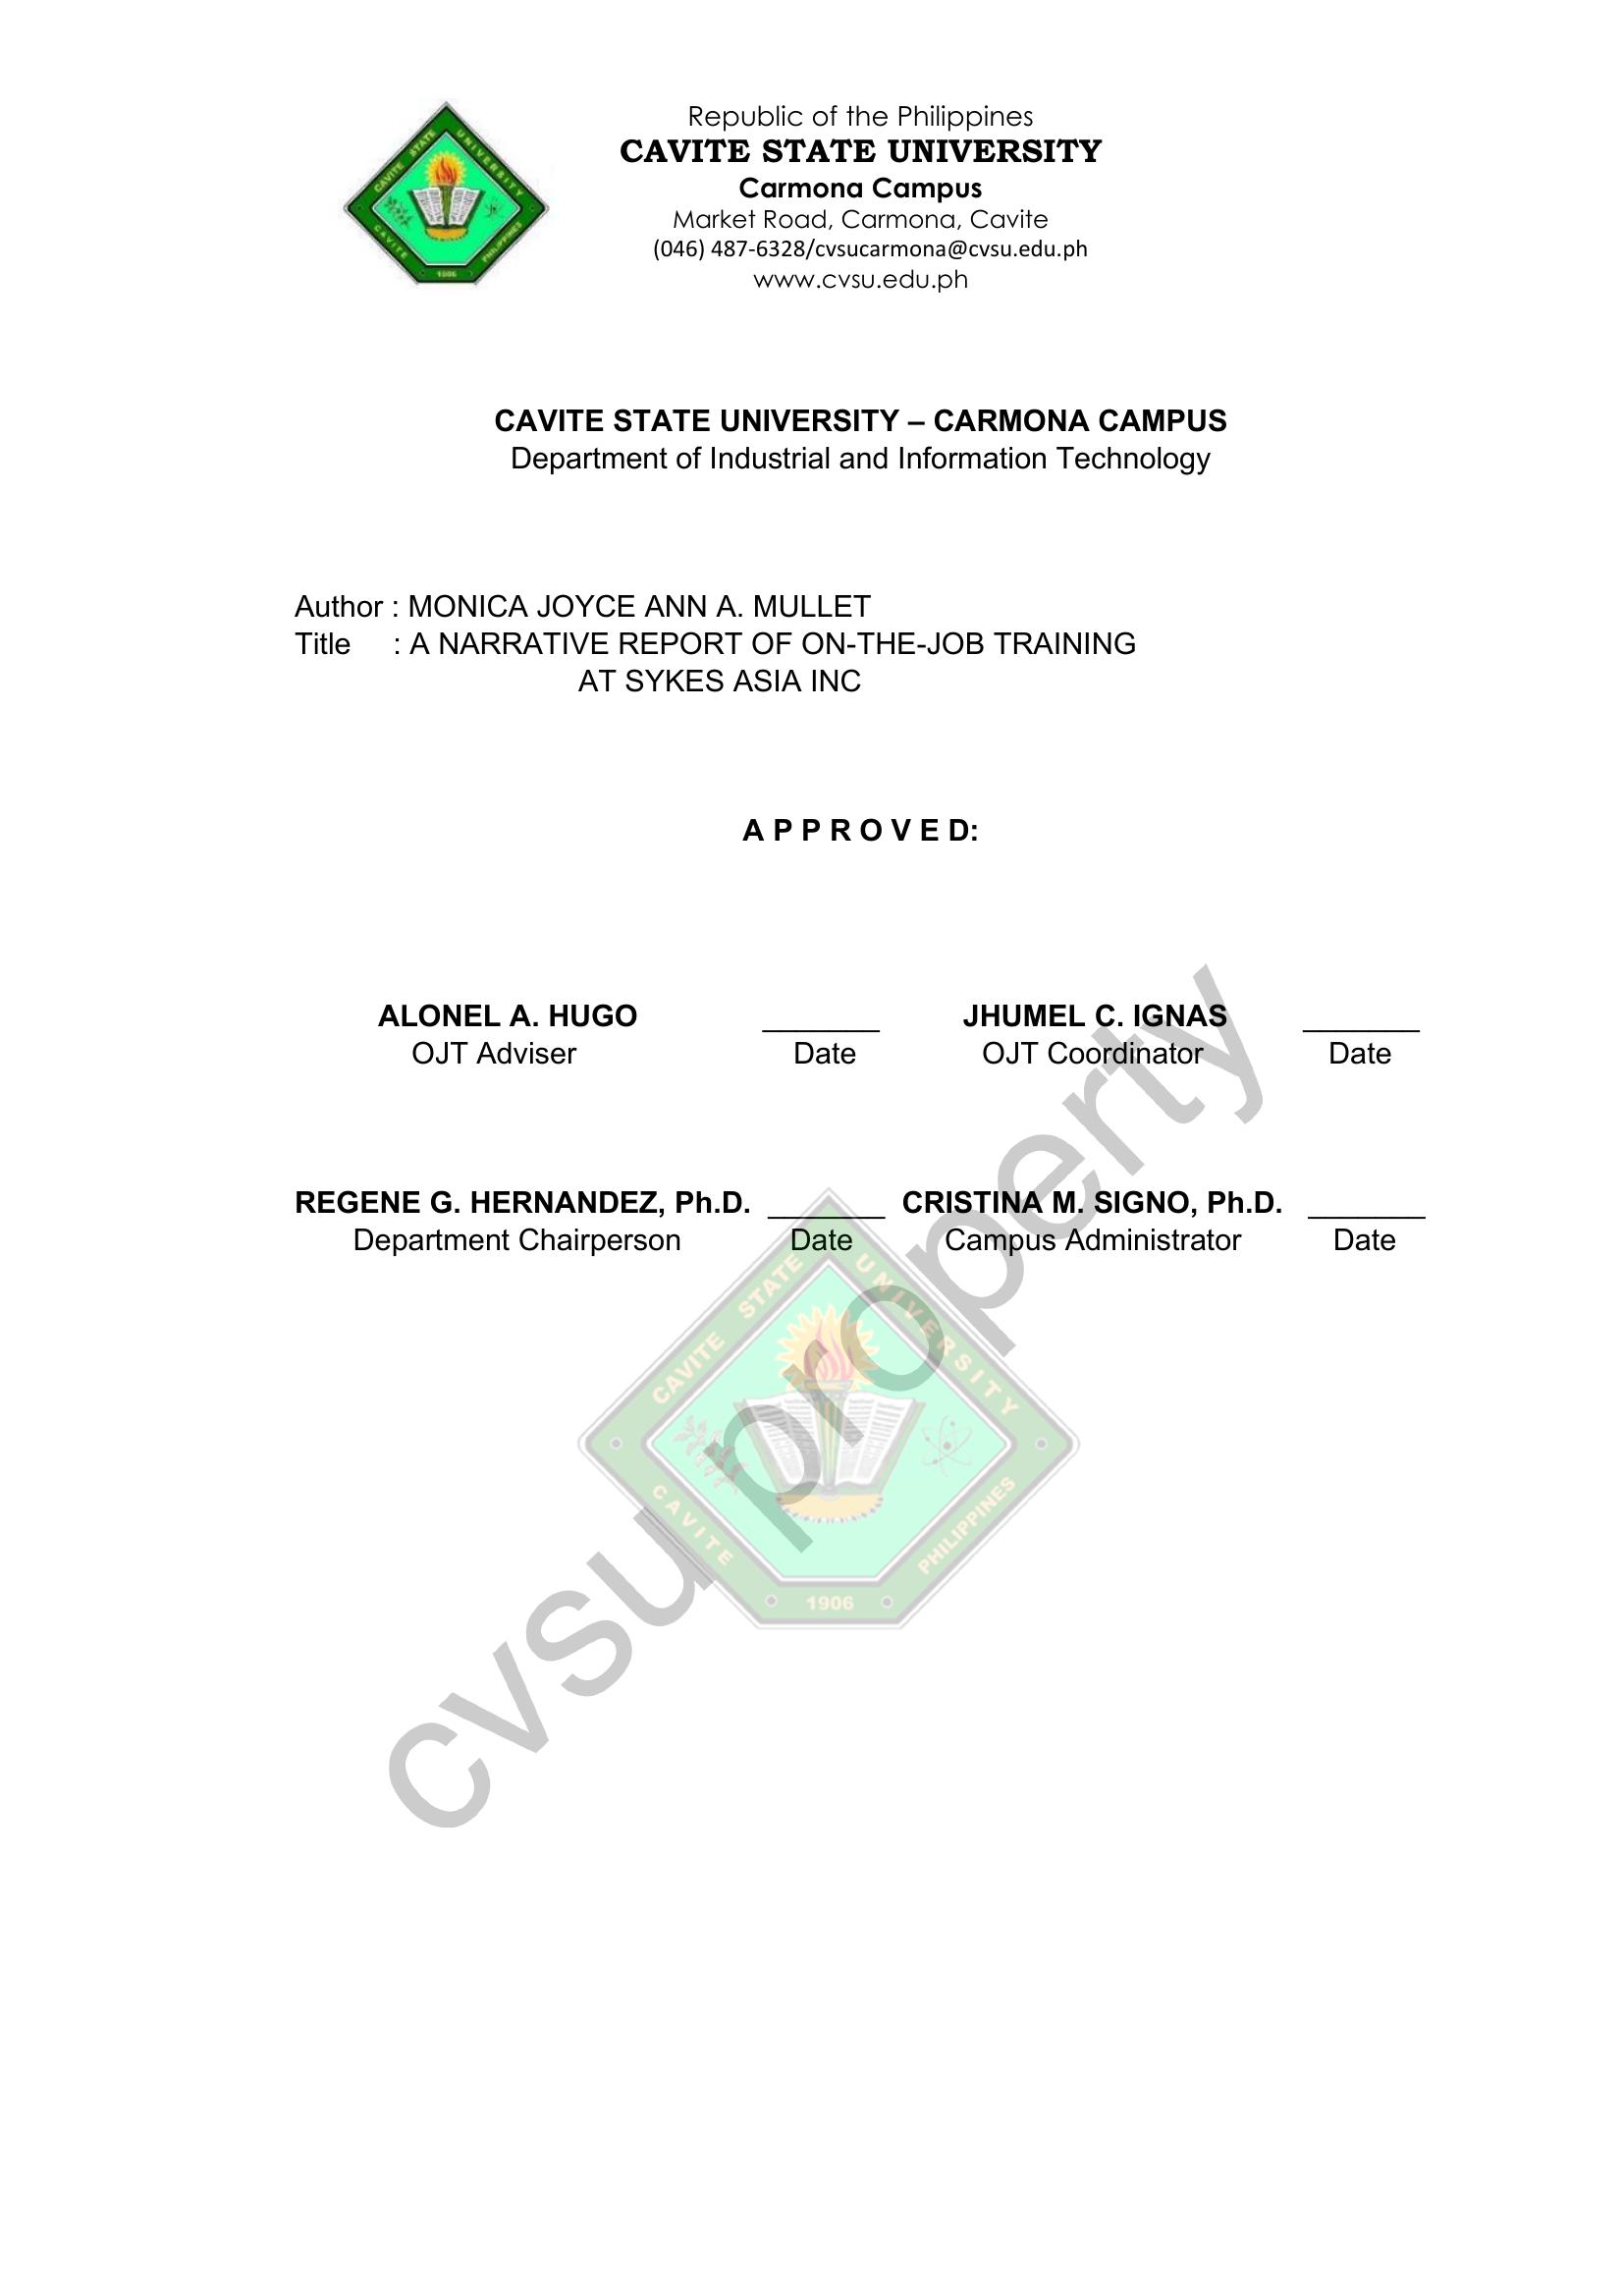 Republic of the Philippines
CAVITE STATE UNIVERSITY
Carmona Campus
Market Road, Carmona, Cavite
(046) 487-6328/cvsucarmona@cvsu.edu.ph
www.cvsu.edu.ph
CAVITE STATE UNIVERSITY
CAVITE PHILIPPINES
1906
CAVITE STATE UNIVERSITY – CARMONA CAMPUS
Department of Industrial and Information Technology
Author : MONICA JOYCE ANN A. MULLET
Title : A NARRATIVE REPORT OF ON-THE-JOB TRAINING
AT SYKES ASIA INC
A P P R O V E D:
ALONEL A. HUGO _______ JHUMEL C. IGNAS _______
OJT Adviser Date OJT Coordinator Date
REGENE G. HERNANDEZ, Ph.D. _______ CRISTINA M. SIGNO, Ph.D. _______
Department Chairperson Date Campus Administrator Date
CAVITE STATE UNIVERSITY
CAVITE PHILIPPINES
1906
cvsu property